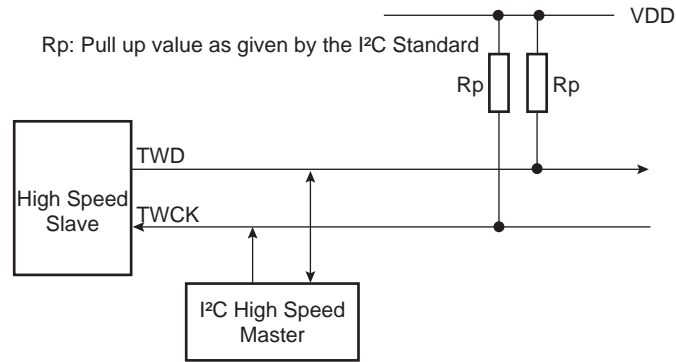 VDD
Rp: Pull up value as given by the I²C Standard
Rp
Rp
TWD
High Speed
Slave
TWCK
I²C High Speed
Master